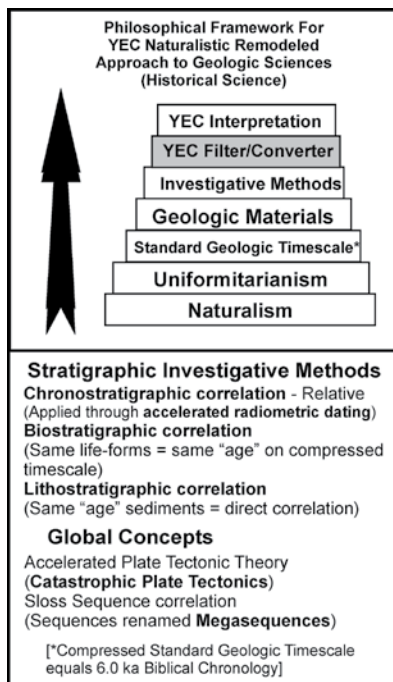 Philosophical Framework For
YEC Naturalistic Remodeled
Approach to Geologic Sciences
(Historical Science)
YEC Interpretation
YEC Filter/Converter
Investigative Methods
Geologic Materials
Standard Geologic Timescale*
Uniformitarianism
Naturalism
Stratigraphic Investigative Methods
Chronostratigraphic correlation - Relative
(Applied through accelerated radiometric dating)
Biostratigraphic correlation
(Same life-forms = same “age” on compressed
timescale)
Lithostratigraphic correlation
(Same “age” sediments = direct correlation)
Global Concepts
Accelerated Plate Tectonic Theory
(Catastrophic Plate Tectonics)
Sloss Sequence correlation
(Sequences renamed Megasequences)
[*Compressed Standard Geologic Timescale
equals 6.0 ka Biblical Chronology]